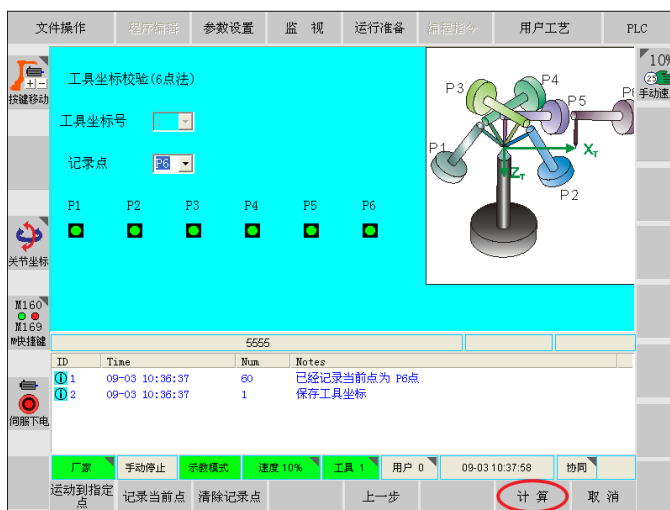 文件操作 程序编辑 参数设置 监 视 运行准备 编程指令 用户工艺 PLC
按键移动
工具坐标校验(6点法)
工具坐标号 1
记录点 P6
P1 P2 P3 P4 P5 P6
P3 P4 P5 P1 P2 XT ZT
10%
手动速
关节坐标
M160
M169
M快捷键
5555
ID Time Num Notes
1 09-03 10:36:37 60 已经记录当前点为 P6点
2 09-03 10:36:37 1 保存工具坐标
伺服下电
厂家 手动停止 示教模式 速度 10% 工具 1 用户 0 09-03 10:37:58 协同
运动到指定点 记录当前点 清除记录点 上一步 计 算 取 消